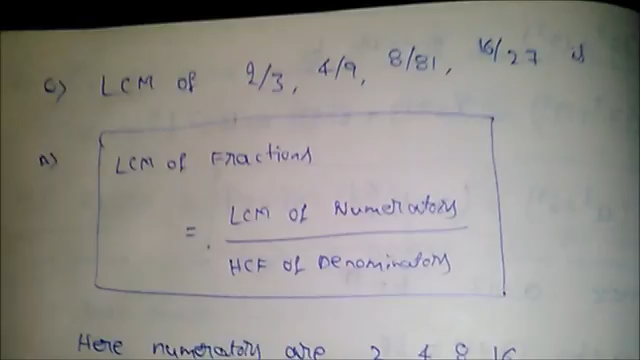 c) LCM of 2/3, 4/9, 8/81, 16/27 is
A) LCM of Fractions
= LCM of Numerators
HCF of Denominators
Here numerators are 2 4 8 16